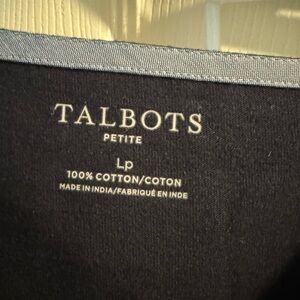 TALBOTS
PETITE
Lp
100% COTTON/COTON
MADE IN INDIA/FABRIQUÉ EN INDE